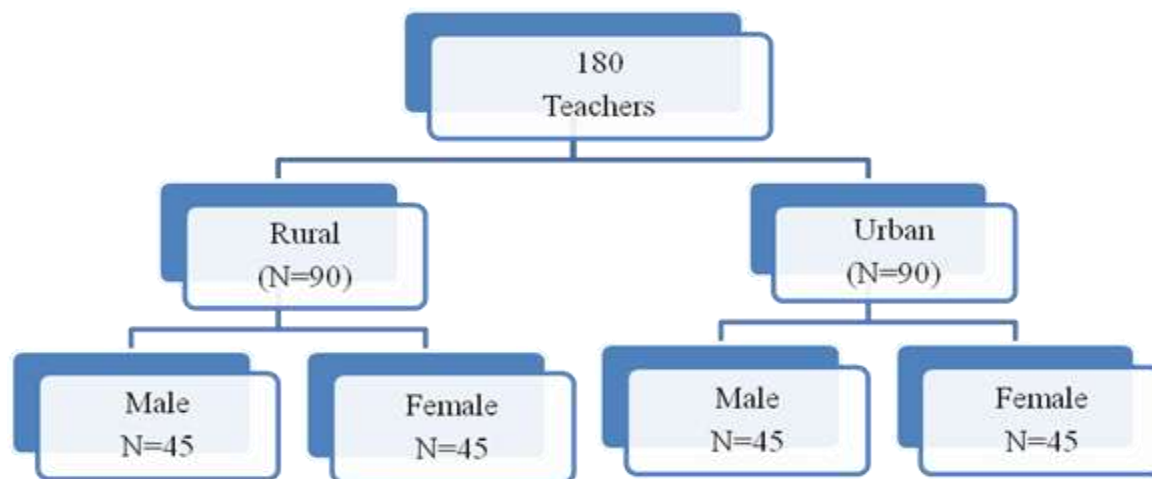 180
Teachers
Rural
(N=90)
Urban
(N=90)
Male
N=45
Female
N=45
Male
N=45
Female
N=45